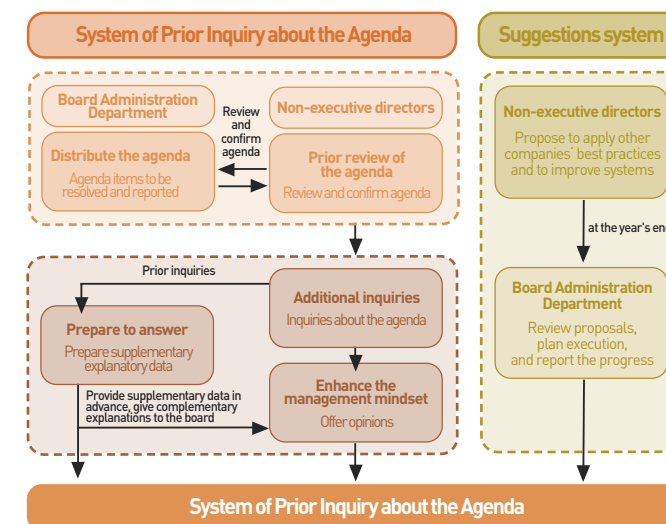 System of Prior Inquiry about the Agenda
Board Administration
Department
Non-executive directors
Review
and
confirm
agenda
Distribute the agenda
Agenda items to be
resolved and reported
Prior review of
the agenda
Review and confirm agenda
Prior inquiries
Additional inquiries
Inquiries about the agenda
Prepare to answer
Prepare supplementary
explanatory data
Provide supplementary data in
advance, give complementary
explanations to the board
Enhance the
management mindset
Offer opinions
Suggestions system
Non-executive directors
Propose to apply other
companies' best practices
and to improve systems
at the year's en
Board Administration
Department
Review proposals,
plan execution,
and report the progress
System of Prior Inquiry about the Agenda